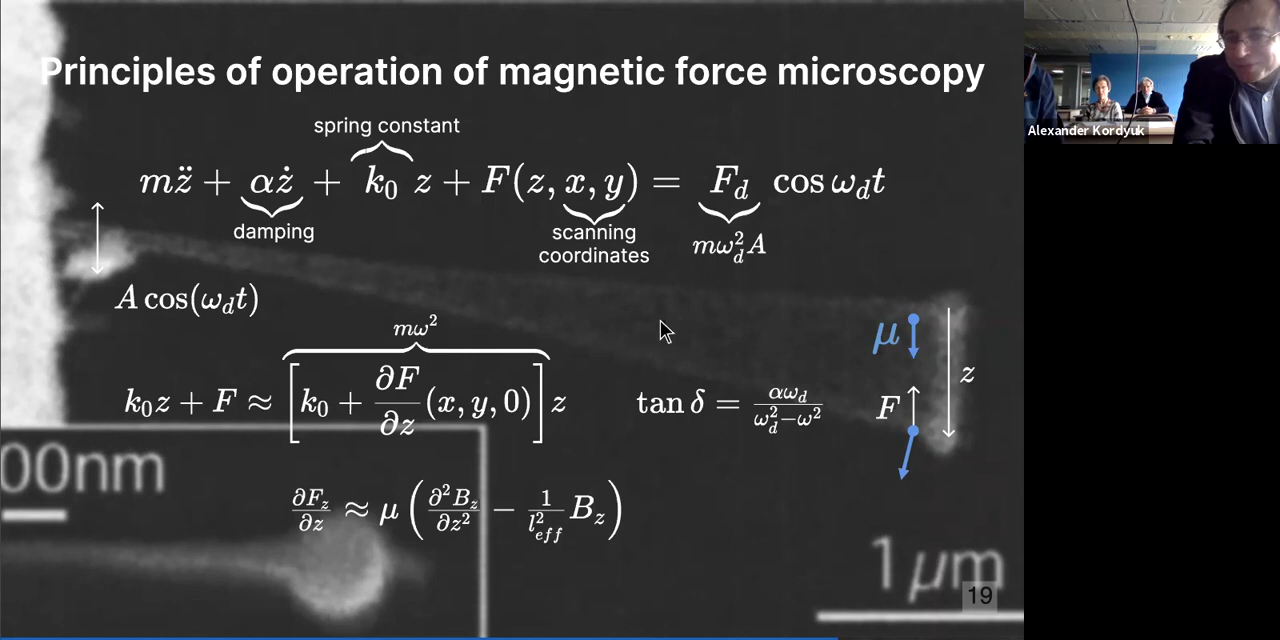 Principles of operation of magnetic force microscopy
Alexander Kordyuk
spring constant
mz̈ + αż + k₀ z + F(z, x, y) = F_d cos ω_d t
damping
scanning
coordinates
mω_d²A
A cos(ω_d t)
mω²
k₀z + F ≈ [k₀ + ∂F/∂z (x, y, 0)] z
tan δ = αω_d / (ω_d² − ω²)
μ
z
F
00nm
∂F_z/∂z ≈ μ (∂²B_z/∂z² − 1/l²_eff B_z)
1 μm
19